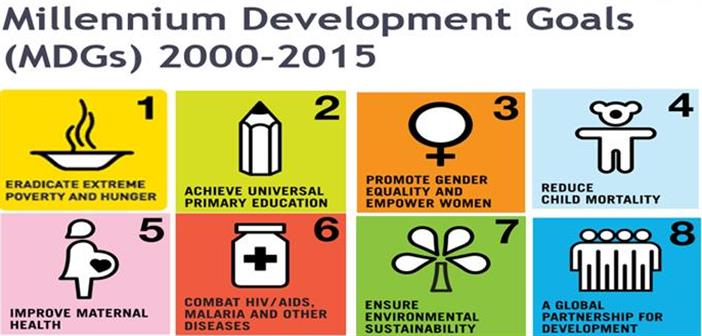 Millennium Development Goals
(MDGs) 2000-2015
1
ERADICATE EXTREME
POVERTY AND HUNGER
2
ACHIEVE UNIVERSAL
PRIMARY EDUCATION
3
PROMOTE GENDER
EQUALITY AND
EMPOWER WOMEN
4
REDUCE
CHILD MORTALITY
5
IMPROVE MATERNAL
HEALTH
6
COMBAT HIV/AIDS,
MALARIA AND OTHER
DISEASES
7
ENSURE
ENVIRONMENTAL
SUSTAINABILITY
8
A GLOBAL
PARTNERSHIP FOR
DEVELOPMENT